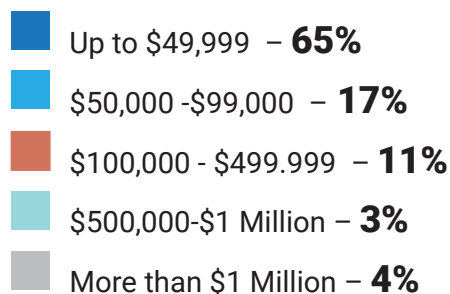 Up to $49,999 – 65%
$50,000 -$99,000 – 17%
$100,000 - $499.999 – 11%
$500,000-$1 Million – 3%
More than $1 Million – 4%